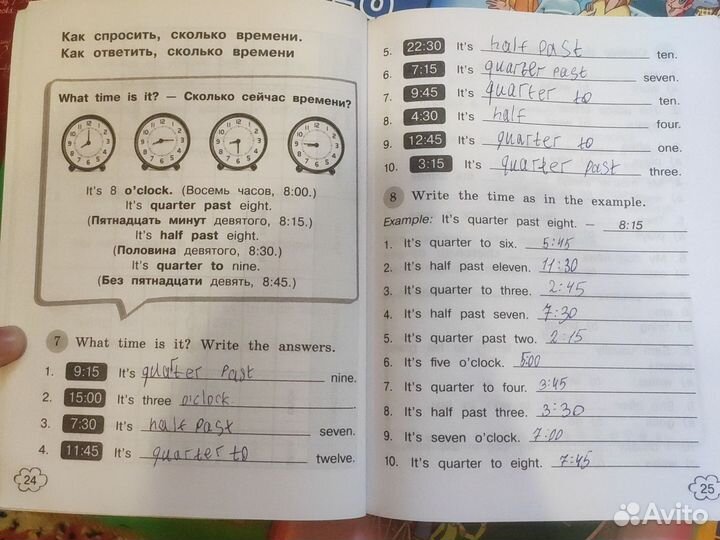 Как спросить, сколько времени.
Как ответить, сколько времени
What time is it? — Сколько сейчас времени?
It's 8 o'clock. (Восемь часов, 8:00.)
It's quarter past eight.
(Пятнадцать минут девятого, 8:15.)
It's half past eight.
(Половина девятого, 8:30.)
It's quarter to nine.
(Без пятнадцати девять, 8:45.)
7 What time is it? Write the answers.
1. 9:15 It's quarter past nine.
2. 15:00 It's three o'clock.
3. 7:30 It's half past seven.
4. 11:45 It's quarter to twelve.
24
5. 22:30 It's half past ten.
6. 7:15 It's quarter past seven.
7. 9:45 It's quarter to ten.
8. 4:30 It's half four.
9. 12:45 It's quarter to one.
10. 3:15 It's quarter past three.
8 Write the time as in the example.
Example: It's quarter past eight. — 8:15
1. It's quarter to six. 5:45
2. It's half past eleven. 11:30
3. It's quarter to three. 2:45
4. It's half past seven. 7:30
5. It's quarter past two. 2:15
6. It's five o'clock. 5:00
7. It's quarter to four. 3:45
8. It's half past three. 3:30
9. It's seven o'clock. 7:00
10. It's quarter to eight. 7:45
25
Avito